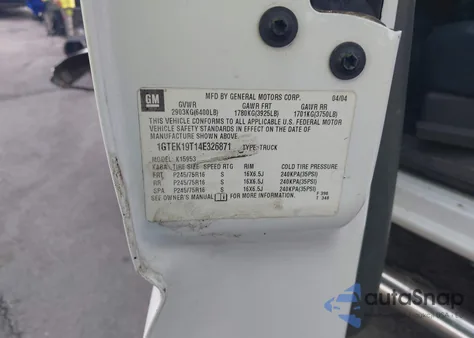 GM
MFD BY GENERAL MOTORS CORP. 04/04
GVWR GAWR FRT GAWR RR
2903KG(6400LB) 1780KG(3925LB) 1701KG(3750LB)
THIS VEHICLE CONFORMS TO ALL APPLICABLE U.S. FEDERAL MOTOR
VEHICLE SAFETY STANDARDS IN EFFECT ON THE DATE OF
MANUFACTURE SHOWN ABOVE.
1GTEK19T14E326871 TYPE:TRUCK
MODEL: K15953
TIRE SIZE SPEED RTG RIM COLD TIRE PRESSURE
FRT P245/75R16 S 16X6.5J 240KPA(35PSI)
RR P245/75R16 S 16X6.5J 240KPA(35PSI)
SPA P245/75R16 S 16X6.5J 240KPA(35PSI)
SEE OWNER'S MANUAL FOR MORE INFORMATION.
autoSnap